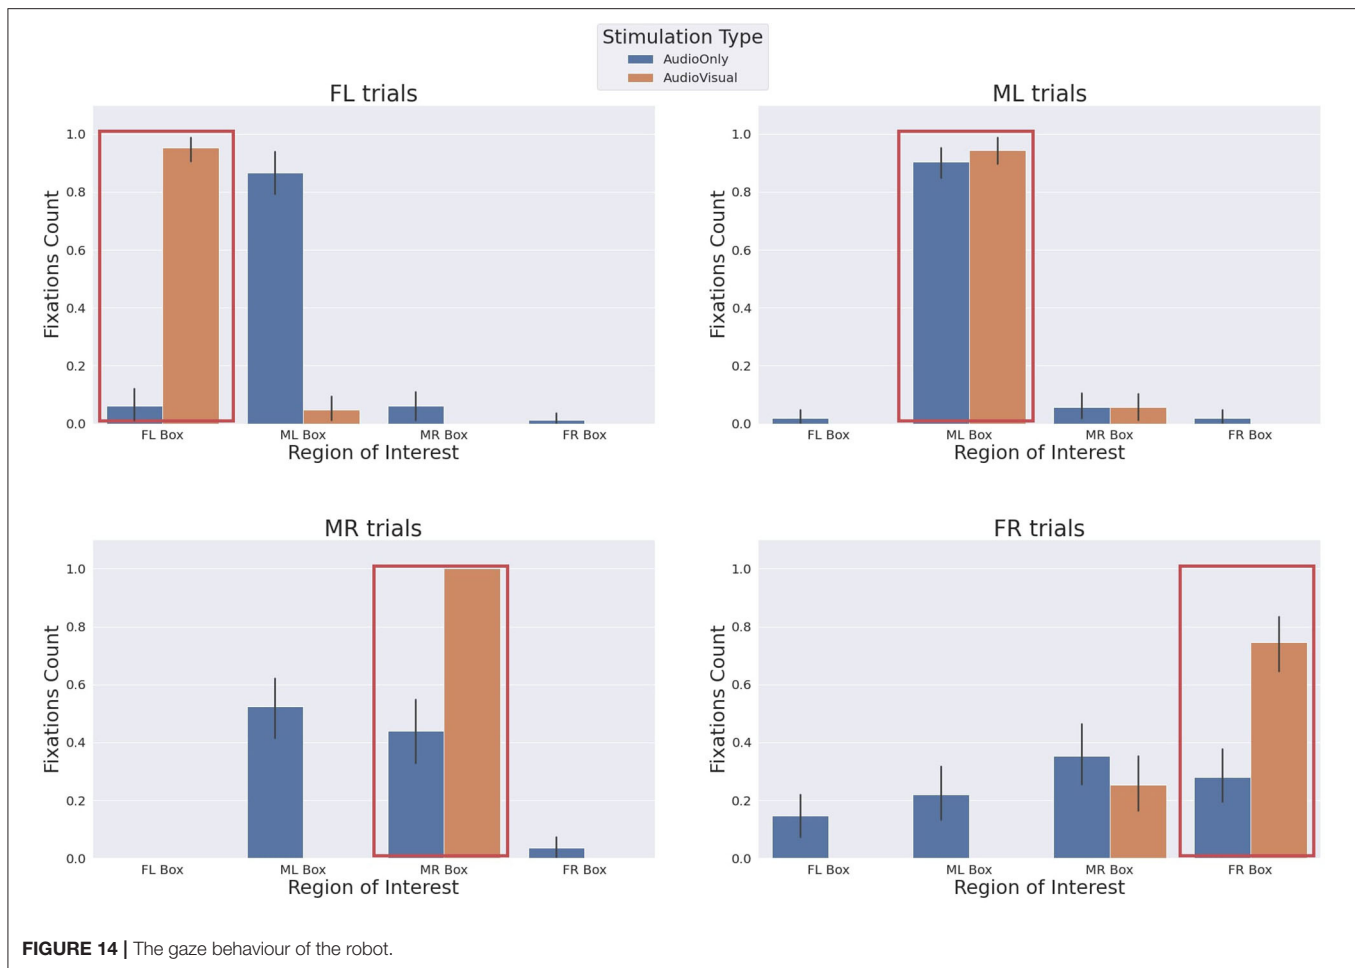 Stimulation Type
AudioOnly
AudioVisual
FL trials
1.0
0.8
0.6
0.4
0.2
0.0
Fixations Count
FL Box ML Box MR Box FR Box
Region of Interest
ML trials
1.0
0.8
0.6
0.4
0.2
0.0
Fixations Count
FL Box ML Box MR Box FR Box
Region of Interest
MR trials
1.0
0.8
0.6
0.4
0.2
0.0
Fixations Count
FL Box ML Box MR Box FR Box
Region of Interest
FR trials
1.0
0.8
0.6
0.4
0.2
0.0
Fixations Count
FL Box ML Box MR Box FR Box
Region of Interest
FIGURE 14 | The gaze behaviour of the robot.